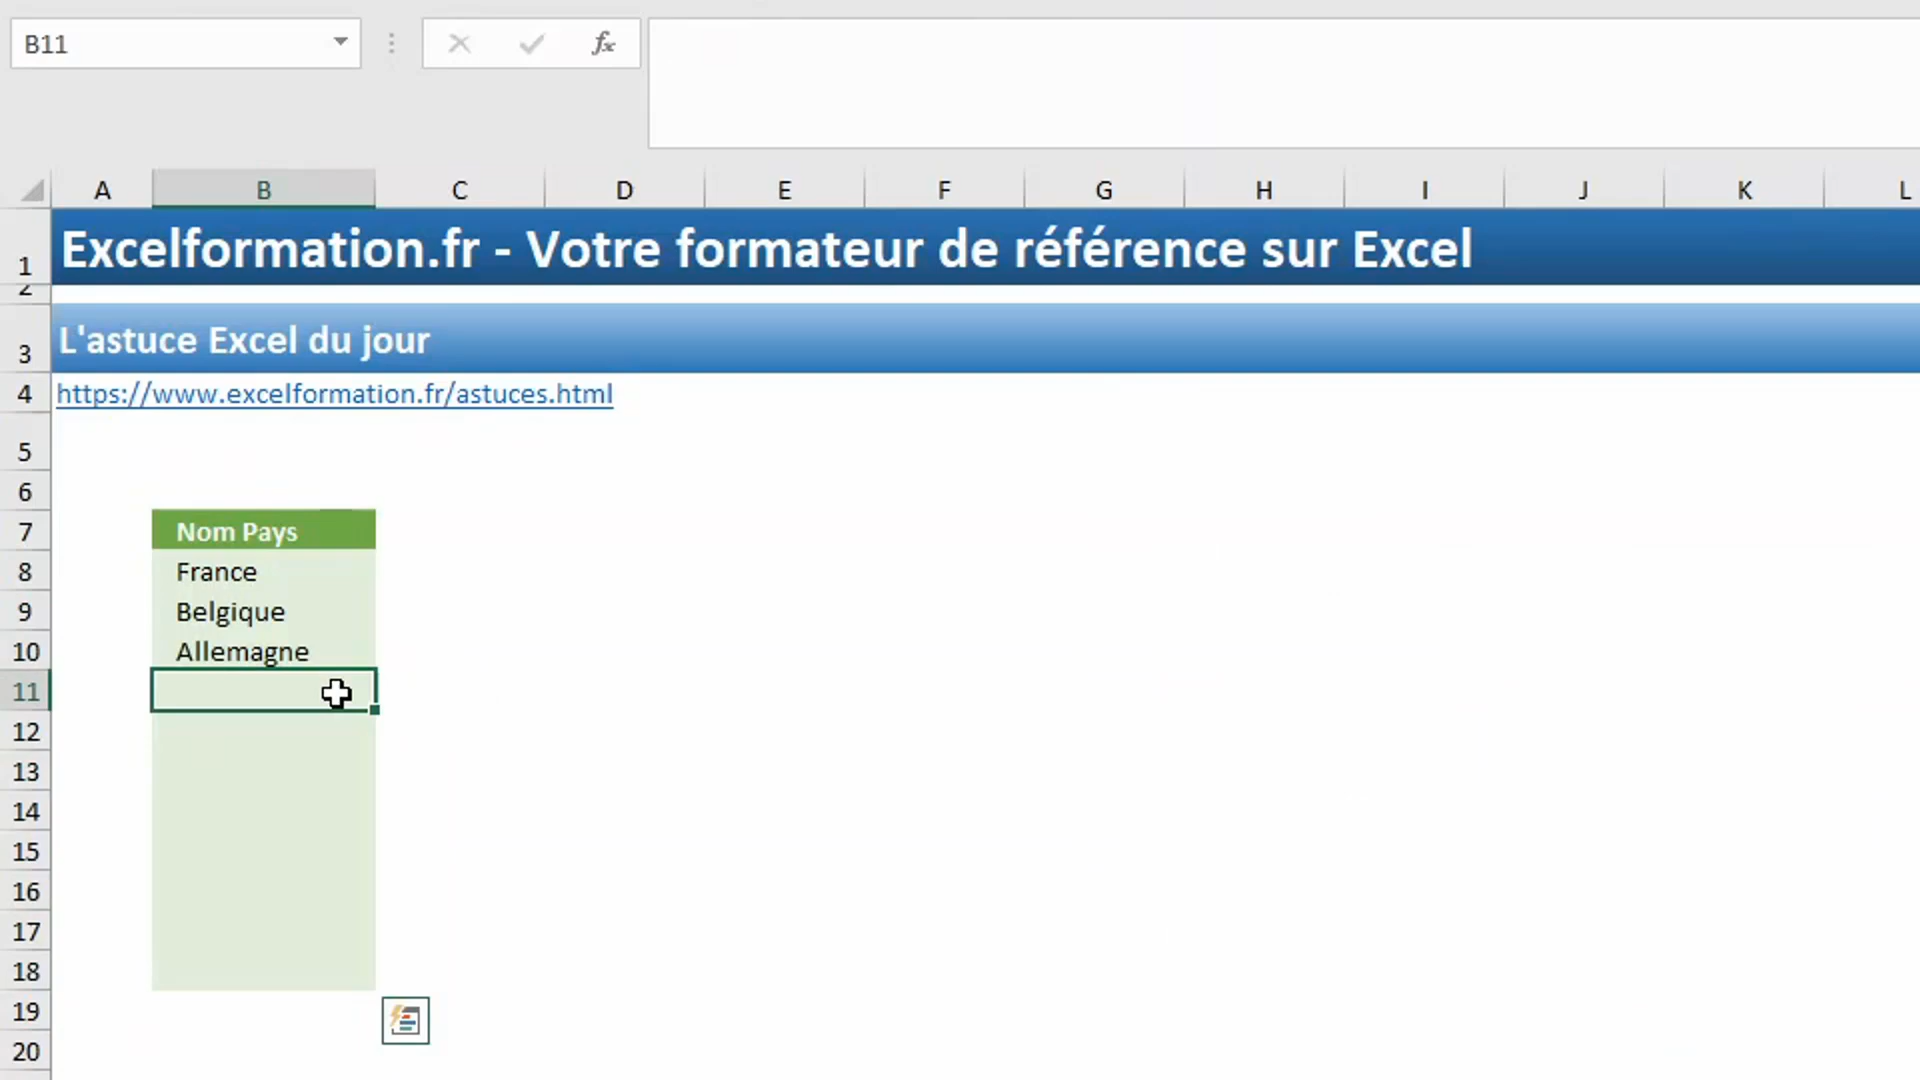 B11
fx
A B C D E F G H I J K L
1 Excelformation.fr - Votre formateur de référence sur Excel
2
3 L'astuce Excel du jour
4 https://www.excelformation.fr/astuces.html
5
6
7 Nom Pays
8 France
9 Belgique
10 Allemagne
11
12
13
14
15
16
17
18
19
20